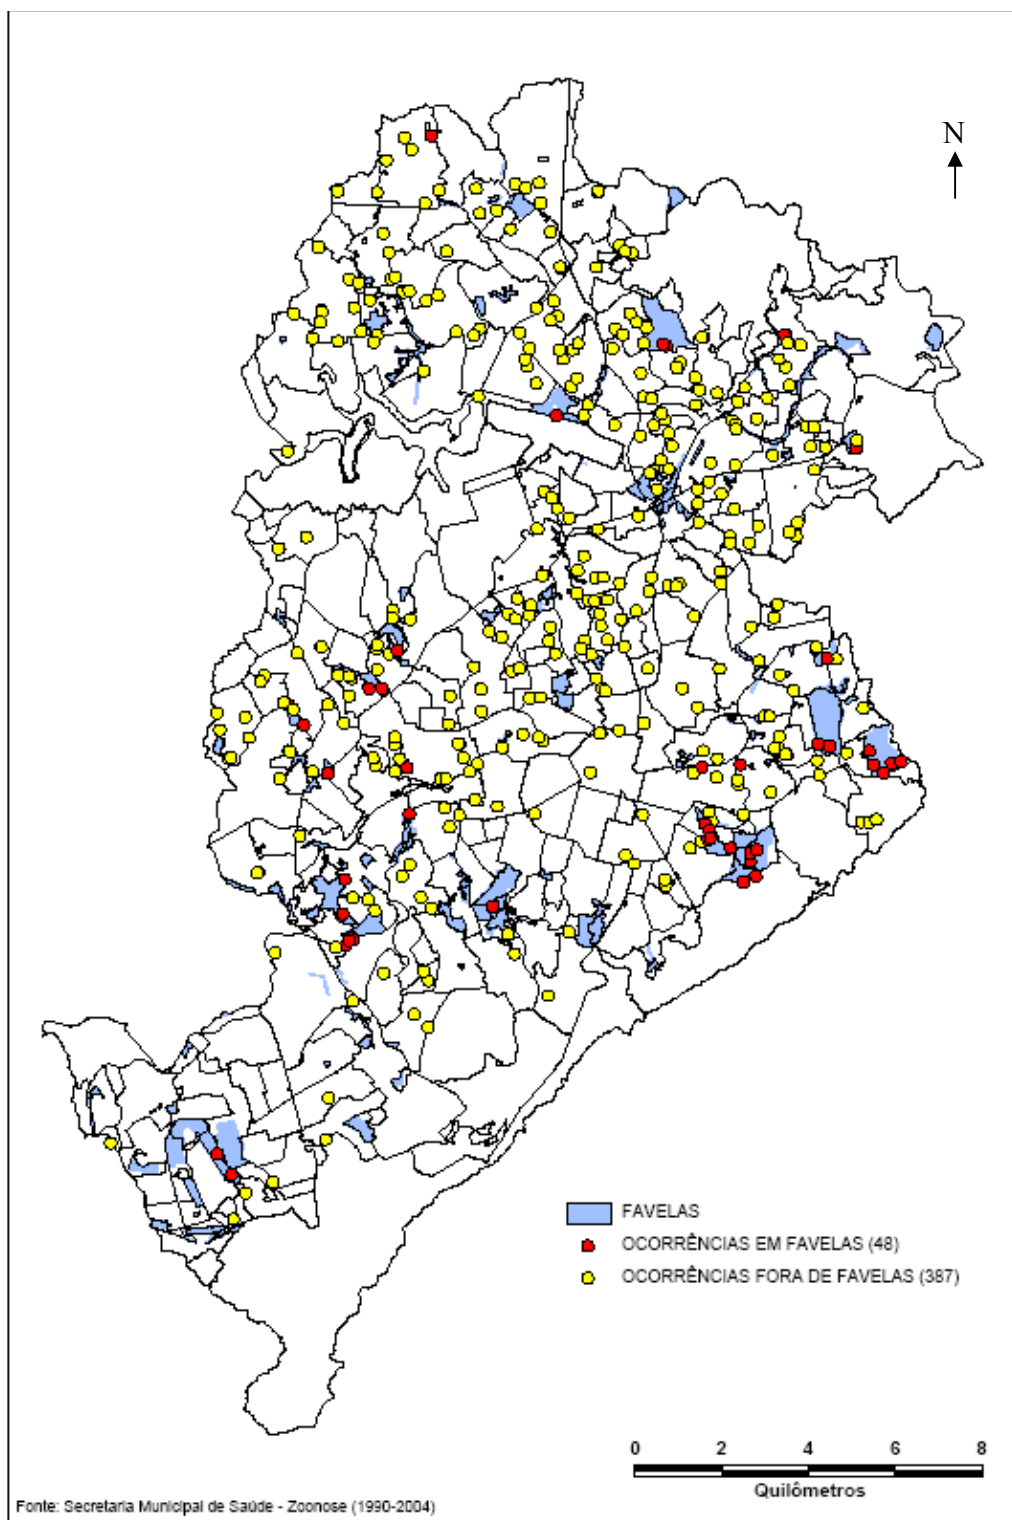 N
FAVELAS
OCORRÊNCIAS EM FAVELAS (48)
OCORRÊNCIAS FORA DE FAVELAS (387)
0 2 4 6 8
Quilômetros
Fonte: Secretaria Municipal de Saúde - Zoonose (1990-2004)